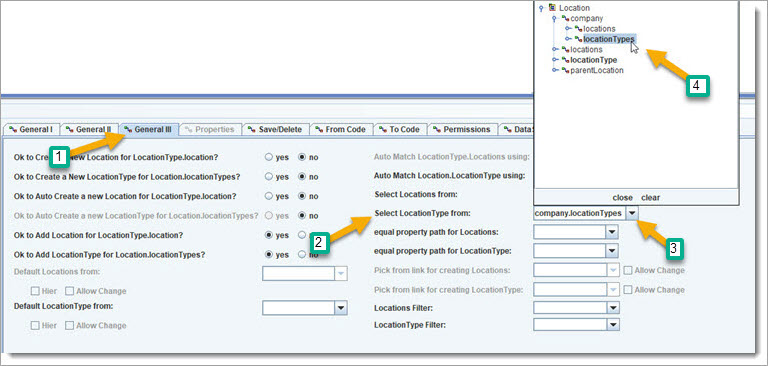 Location
company
locations
locationTypes
locations
locationType
parentLocation
4
close clear
General I General II General III Properties Save/Delete From Code To Code Permissions
1
Ok to Create a New Location for LocationType.location? yes no
Ok to Create a New LocationType for Location.locationTypes? yes no
Ok to Auto Create a new Location for LocationType.location? yes no
Ok to Auto Create a new LocationType for Location.locationTypes? yes no
Ok to Add Location for LocationType.location? yes
Ok to Add LocationType for Location.locationTypes? yes no
Default Locations from:
Hier Allow Change
Default LocationType from:
Hier Allow Change
Auto Match LocationType.Locations using:
Auto Match Location.LocationType using:
Select Locations from:
Select LocationType from: company.locationTypes
2
3
equal property path for Locations:
equal property path for LocationType:
Pick from link for creating Locations: Allow Change
Pick from link for creating LocationType: Allow Change
Locations Filter:
LocationType Filter: